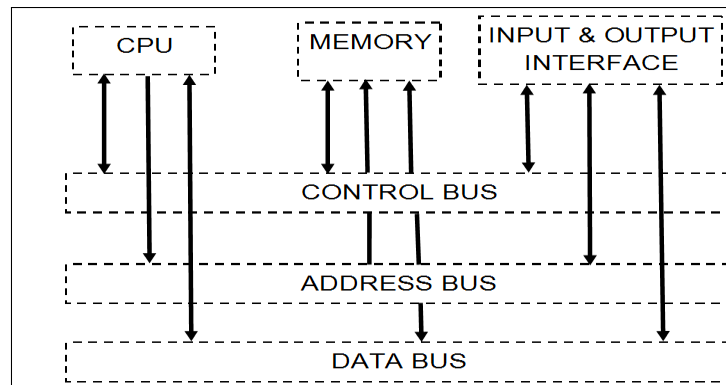 CPU
MEMORY
INPUT & OUTPUT
INTERFACE
CONTROL BUS
ADDRESS BUS
DATA BUS